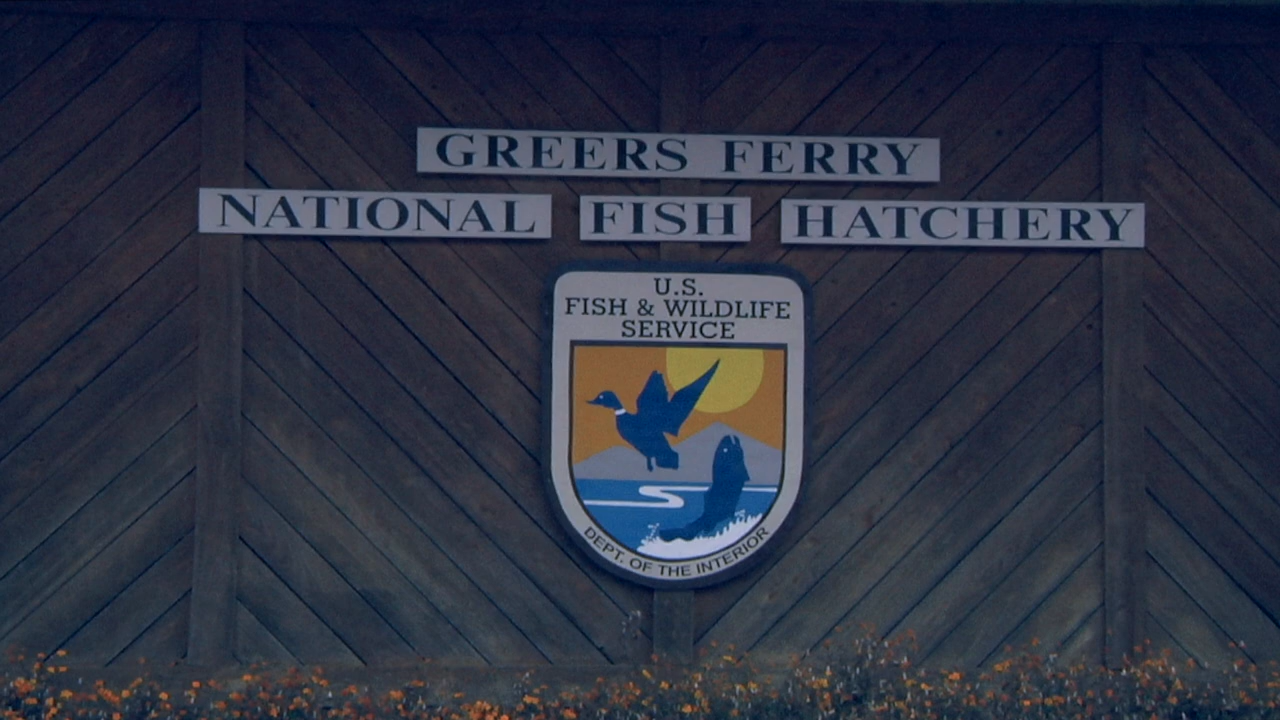 GREERS FERRY
NATIONAL FISH HATCHERY
U.S.
FISH & WILDLIFE
SERVICE
DEPT. OF THE INTERIOR